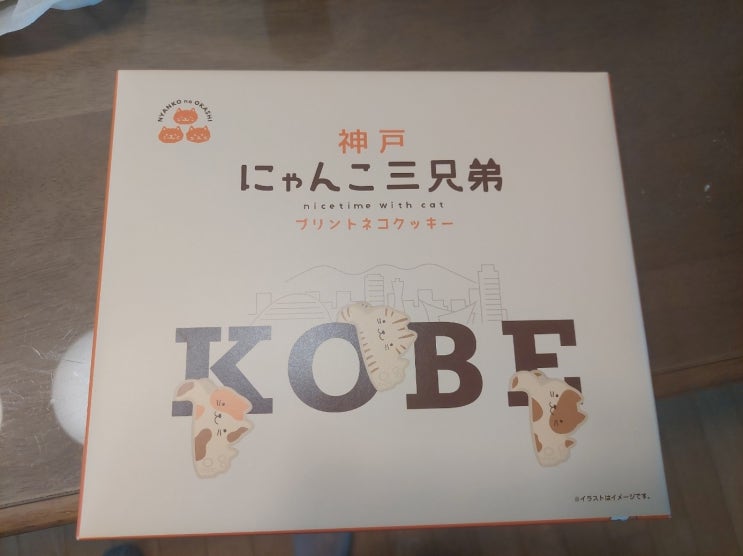 NYANKO no OKASHI
神戸
にゃんこ三兄弟
nicetime with cat
プリントネコクッキー
KOBE
※イラストはイメージです。